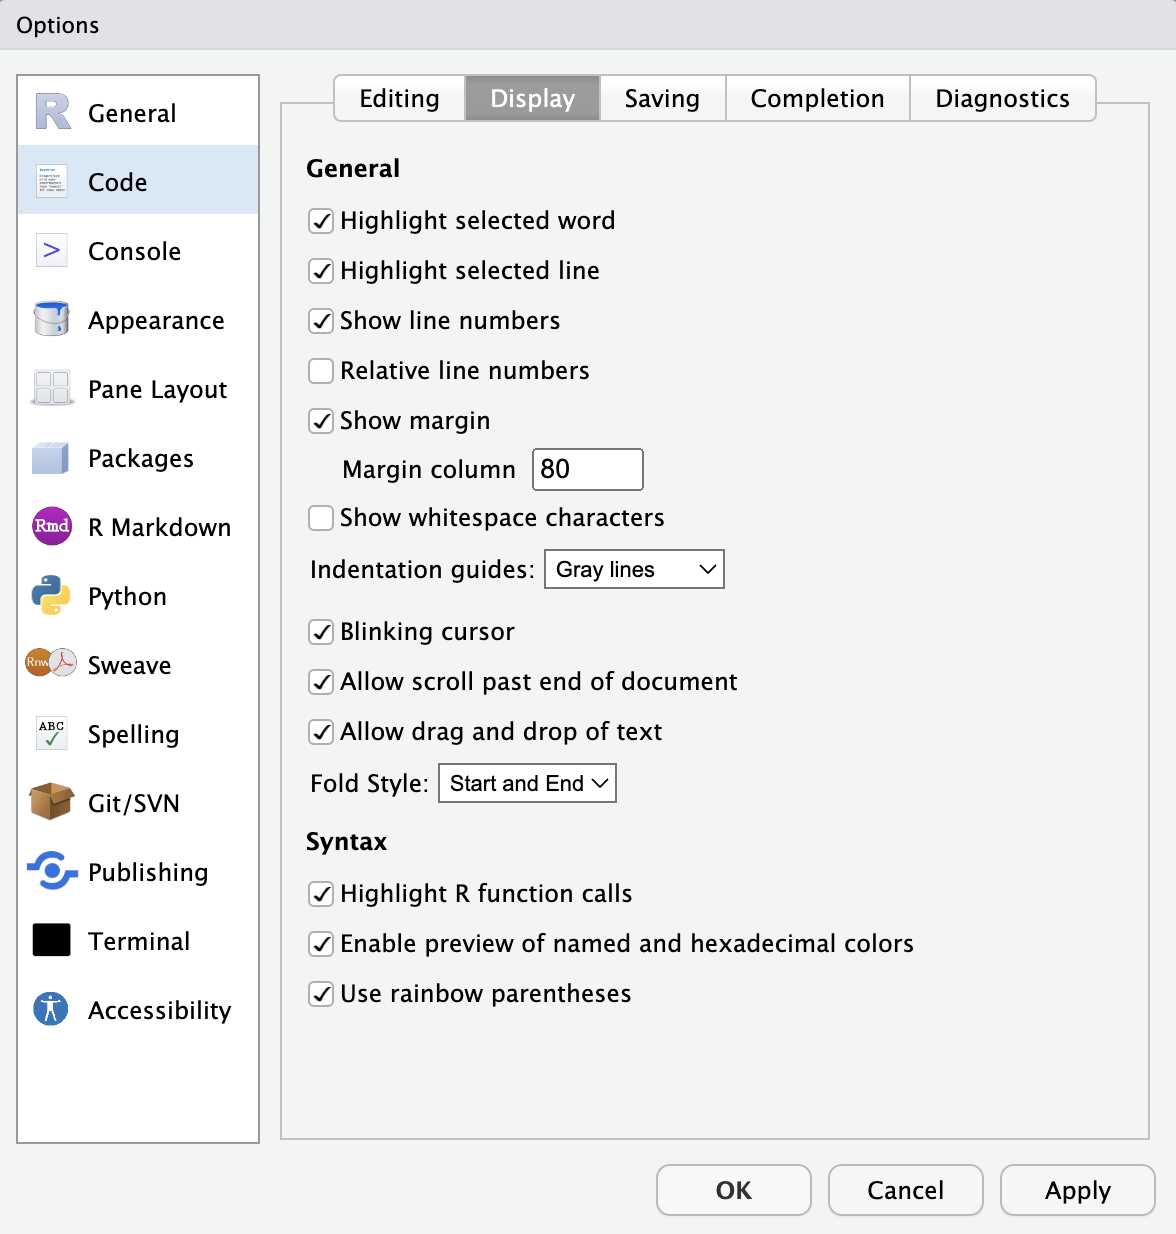 Options
General
Code
Console
Appearance
Pane Layout
Packages
Rmd
R Markdown
Python
Rnw
Sweave
ABC
Spelling
Git/SVN
Publishing
Terminal
Accessibility
Editing Display Saving Completion Diagnostics
General
Highlight selected word
Highlight selected line
Show line numbers
Relative line numbers
Show margin
Margin column 80
Show whitespace characters
Indentation guides: Gray lines
Blinking cursor
Allow scroll past end of document
Allow drag and drop of text
Fold Style: Start and End
Syntax
Highlight R function calls
Enable preview of named and hexadecimal colors
Use rainbow parentheses
OK Cancel Apply